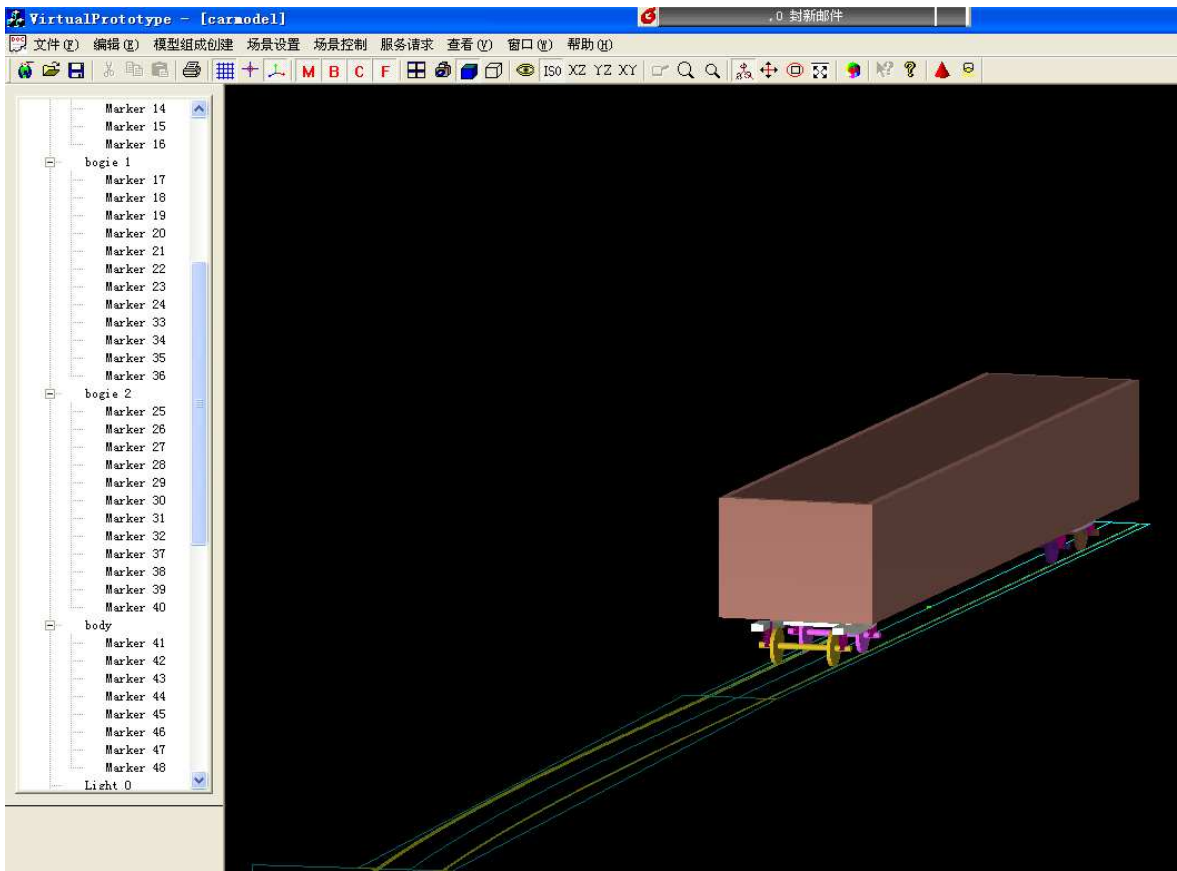 VirtualPrototype - [carmodel]
,0 封新邮件
文件(F) 编辑(E) 模型组成创建 场景设置 场景控制 服务请求 查看(V) 窗口(W) 帮助(H)
M B C F ISO XZ YZ XY
Marker 14
Marker 15
Marker 16
bogie 1
Marker 17
Marker 18
Marker 19
Marker 20
Marker 21
Marker 22
Marker 23
Marker 24
Marker 33
Marker 34
Marker 35
Marker 36
bogie 2
Marker 25
Marker 26
Marker 27
Marker 28
Marker 29
Marker 30
Marker 31
Marker 32
Marker 37
Marker 38
Marker 39
Marker 40
body
Marker 41
Marker 42
Marker 43
Marker 44
Marker 45
Marker 46
Marker 47
Marker 48
Light 0